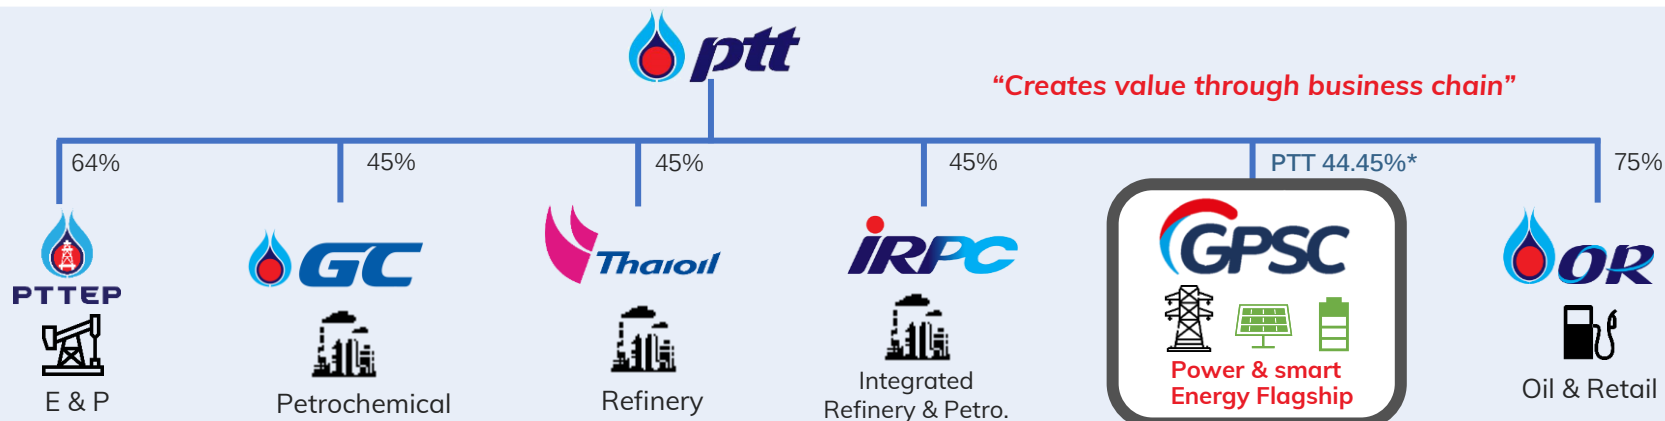 ptt
“Creates value through business chain”
64%
45%
45%
45%
PTT 44.45%*
75%
PTTEP
GC
Thaioil
IRPC
GPSC
OR
E & P
Petrochemical
Refinery
Integrated
Refinery & Petro.
Power & smart
Energy Flagship
Oil & Retail